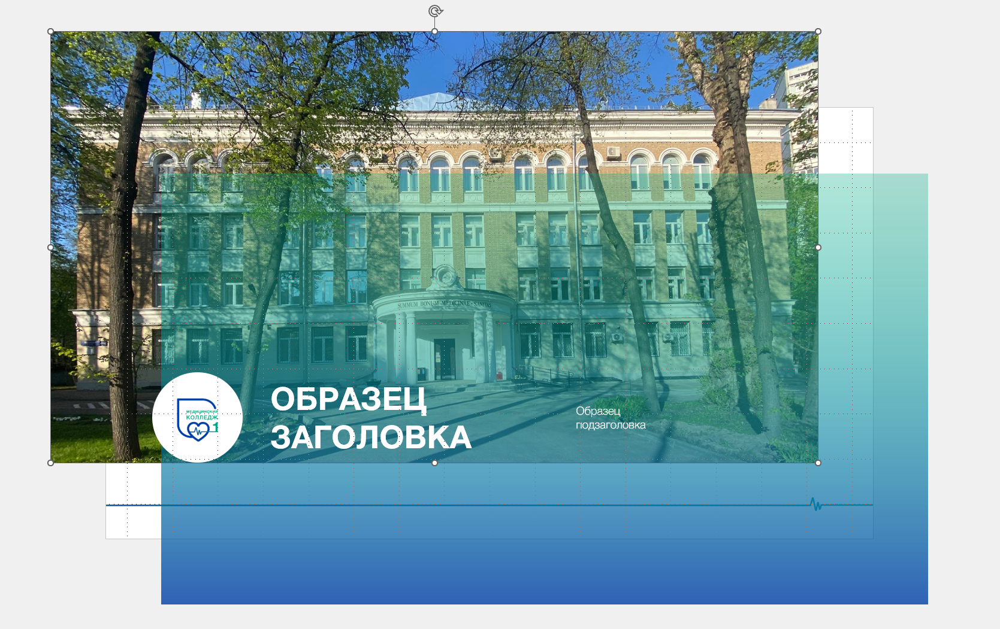 SUMMUM BONUM MEDICINAE - SANITAS
МЕДИЦИНСКИЙ
КОЛЛЕДЖ
1
ОБРАЗЕЦ
ЗАГОЛОВКА
Образец
подзаголовка